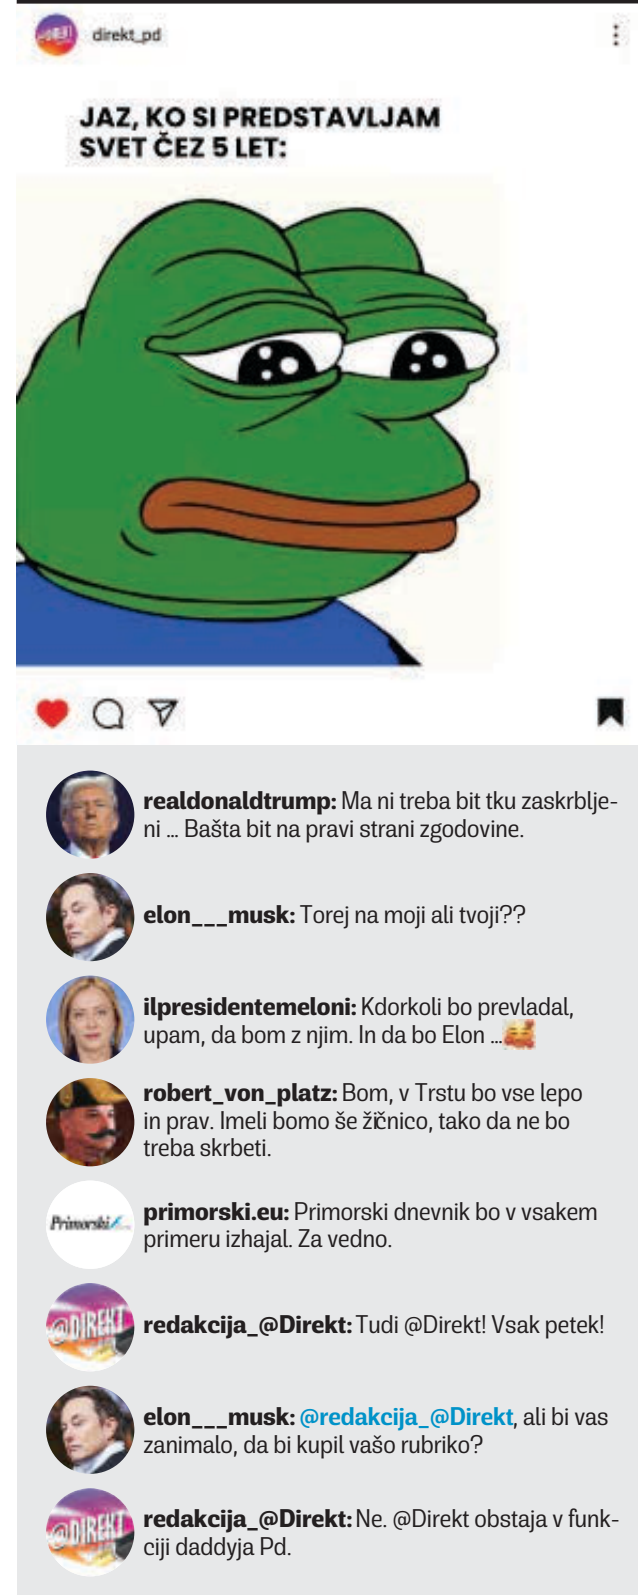 direkt_pd
JAZ, KO SI PREDSTAVLJAM
SVET ČEZ 5 LET:
realdonaldtrump: Ma ni treba bit tku zaskrblje-
ni ... Bašta bit na pravi strani zgodovine.
elon___musk: Torej na moji ali tvoji??
ilpresidentemeloni: Kdorkoli bo prevladal,
upam, da bom z njim. In da bo Elon ...🥰
robert_von_platz: Bom, v Trstu bo vse lepo
in prav. Imeli bomo še žičnico, tako da ne bo
treba skrbeti.
Primorski
primorski.eu: Primorski dnevnik bo v vsakem
primeru izhajal. Za vedno.
@DIREKT
redakcija_@Direkt: Tudi @Direkt! Vsak petek!
elon___musk: @redakcija_@Direkt, ali bi vas
zanimalo, da bi kupil vašo rubriko?
@DIREKT
redakcija_@Direkt: Ne. @Direkt obstaja v funk-
ciji daddyja Pd.